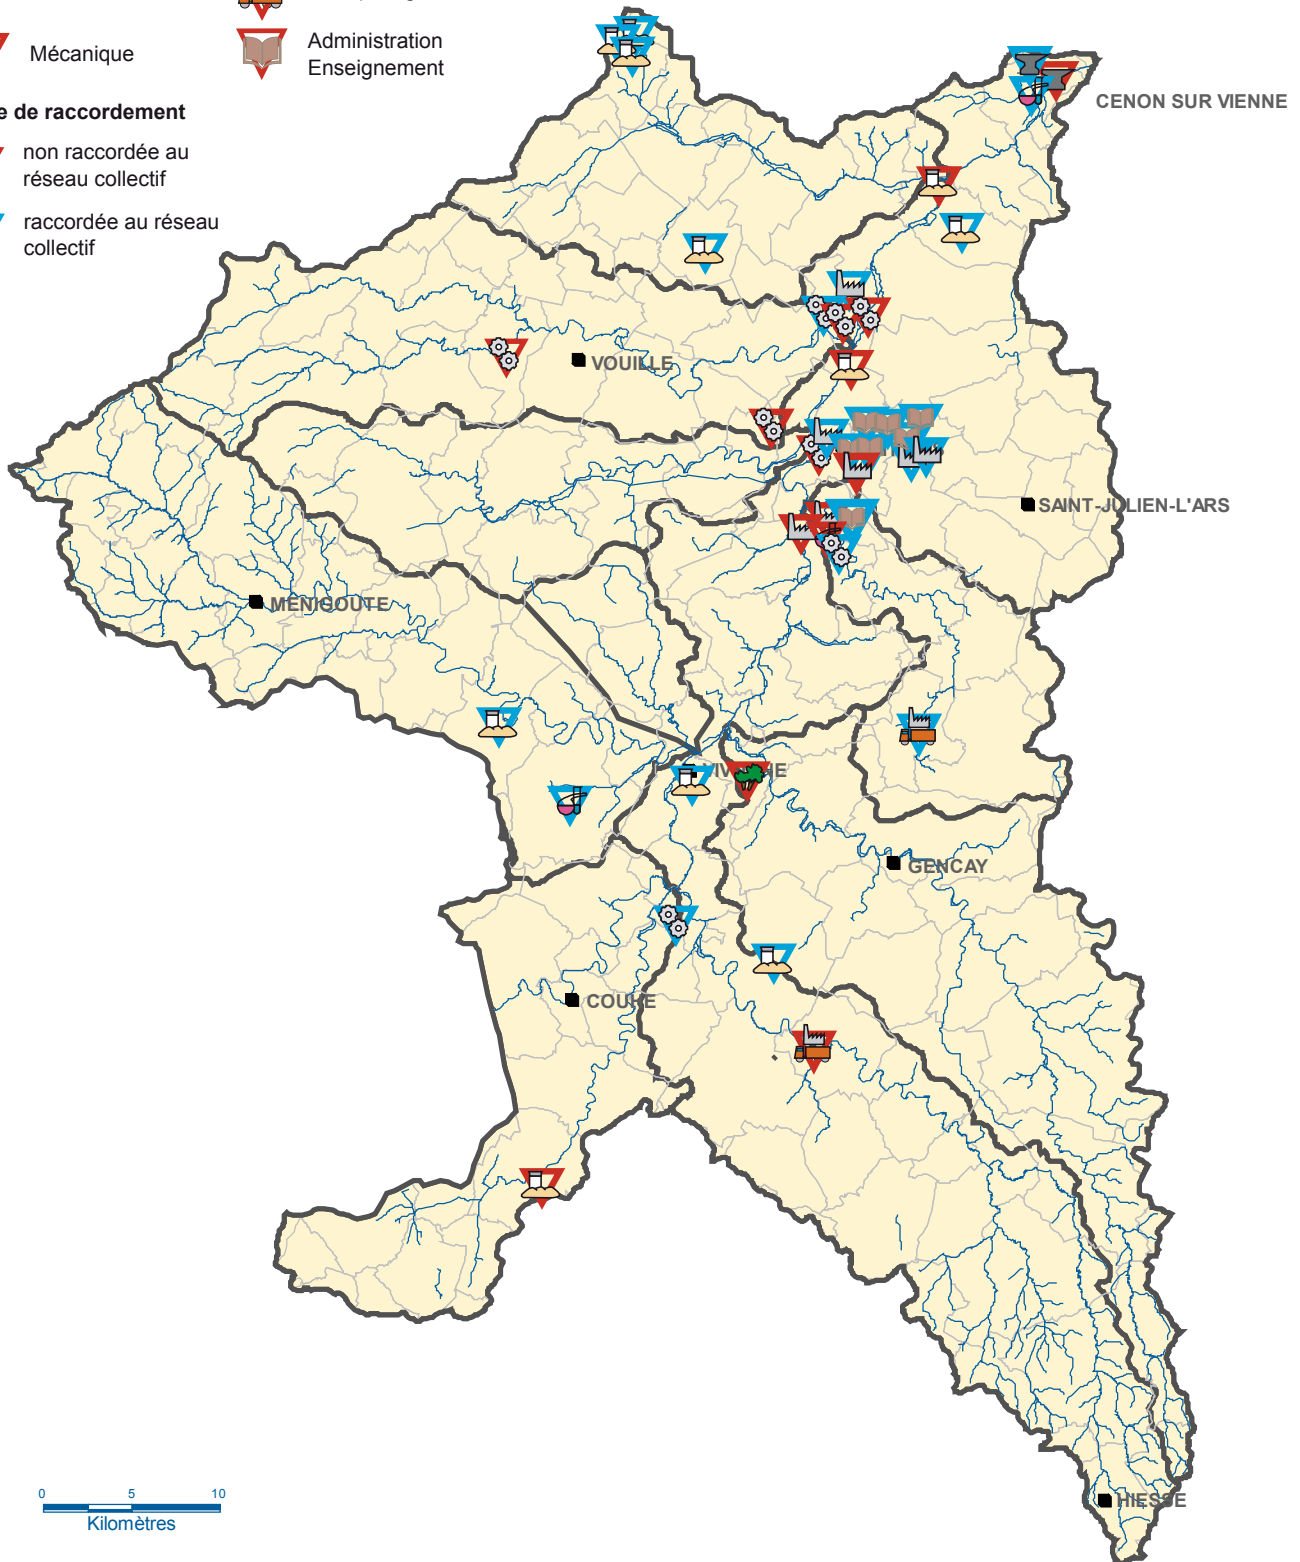 Mécanique
Administration
Enseignement
e de raccordement
non raccordée au
réseau collectif
raccordée au réseau
collectif
CENON SUR VIENNE
VOUILLE
SAINT-JULIEN-L'ARS
MENIGOUTE
GENCAY
COUHE
HIESSE
0 5 10
Kilomètres